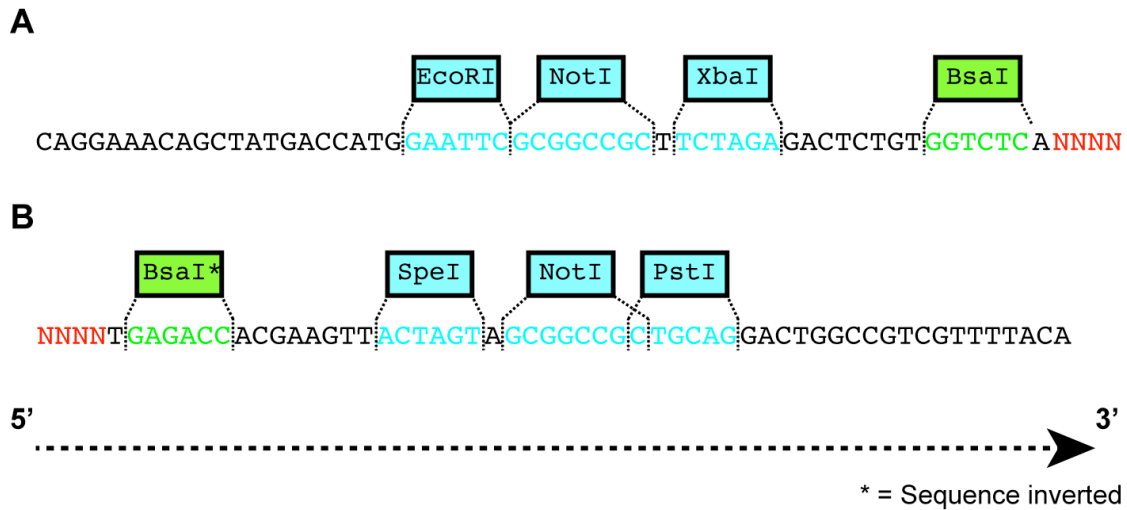 A
EcoRI NotI XbaI BsaI
CAGGAAACAGCTATGACCATGGAATTCGCGGCCGCTTCTAGAGACTCTGTGGTCTCANNNN
B
BsaI* SpeI NotI PstI
NNNNTGAGACCACGAAGTTACTAGTAGCGGCCGCTGCAGGACTGGCCGTCGTTTTACA
5’ 3’
* = Sequence inverted